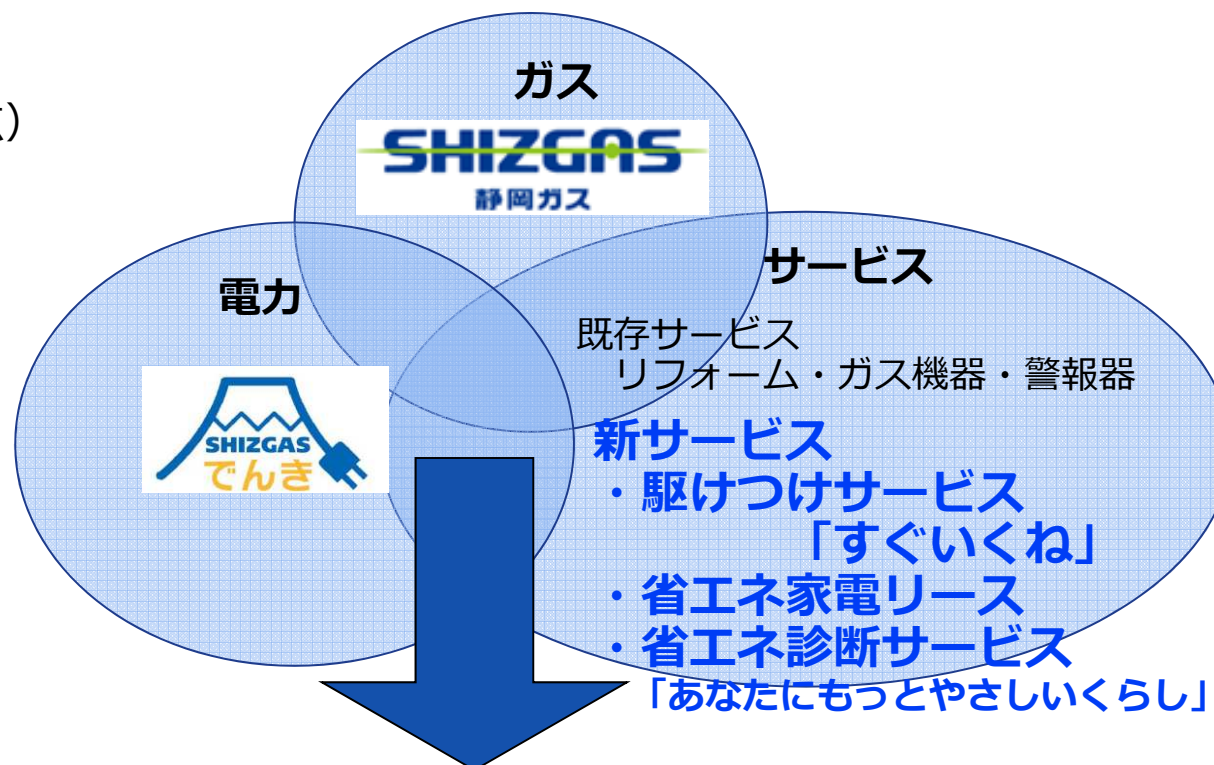 ガス
SHIZGAS
静岡ガス
)
電力
SHIZGAS
でんき
サービス
既存サービス
リフォーム・ガス機器・警報器
新サービス
・駆けつけサービス
「すぐいくね」
・省エネ家電リース
・省エネ診断サービス
「あなたにもっとやさしいくらし」